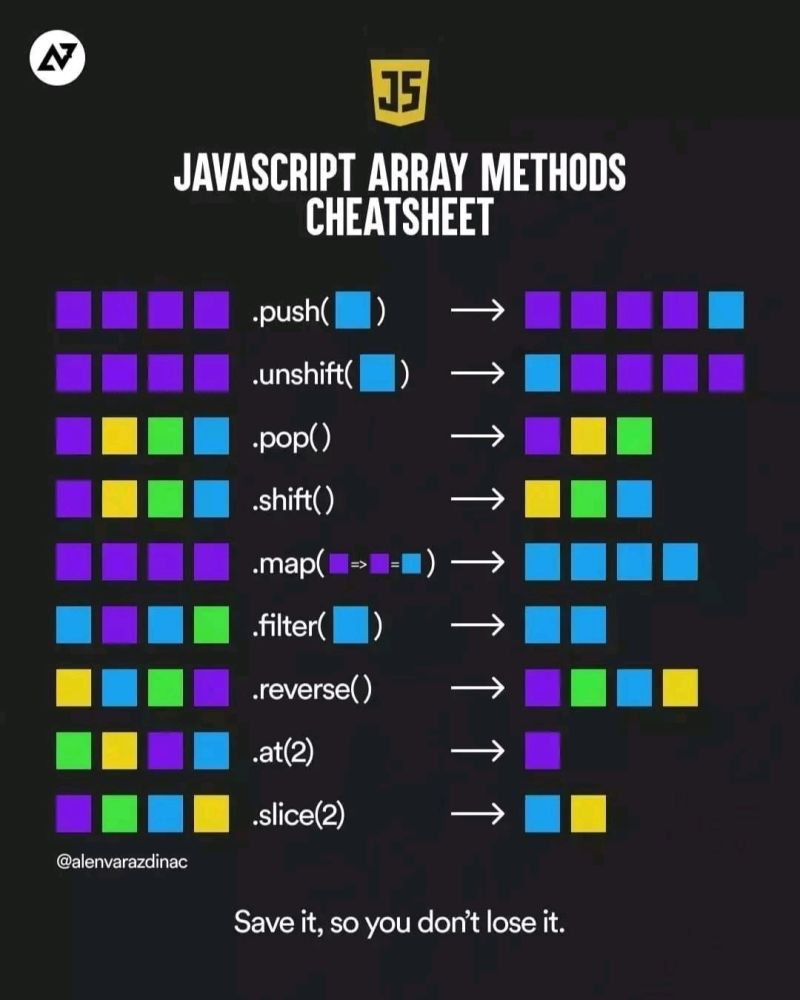 JS
JAVASCRIPT ARRAY METHODS
CHEATSHEET
.push( )
.unshift( )
.pop()
.shift()
.map( => = )
.filter( )
.reverse()
.at(2)
.slice(2)
@alenvarazdinac
Save it, so you don't lose it.